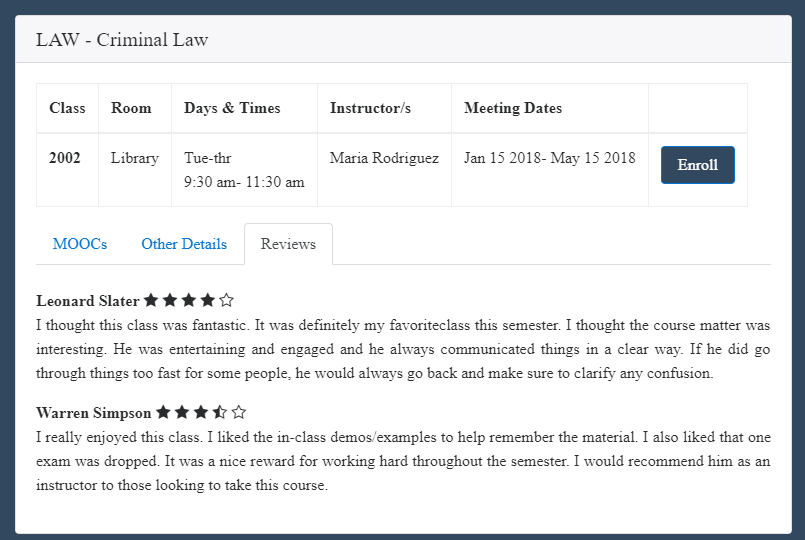 LAW - Criminal Law
Class Room Days & Times Instructor/s Meeting Dates
2002 Library Tue-thr Maria Rodriguez Jan 15 2018- May 15 2018 Enroll
9:30 am- 11:30 am
MOOCs Other Details Reviews
Leonard Slater
I thought this class was fantastic. It was definitely my favoriteclass this semester. I thought the course matter was
interesting. He was entertaining and engaged and he always communicated things in a clear way. If he did go
through things too fast for some people, he would always go back and make sure to clarify any confusion.
Warren Simpson
I really enjoyed this class. I liked the in-class demos/examples to help remember the material. I also liked that one
exam was dropped. It was a nice reward for working hard throughout the semester. I would recommend him as an
instructor to those looking to take this course.